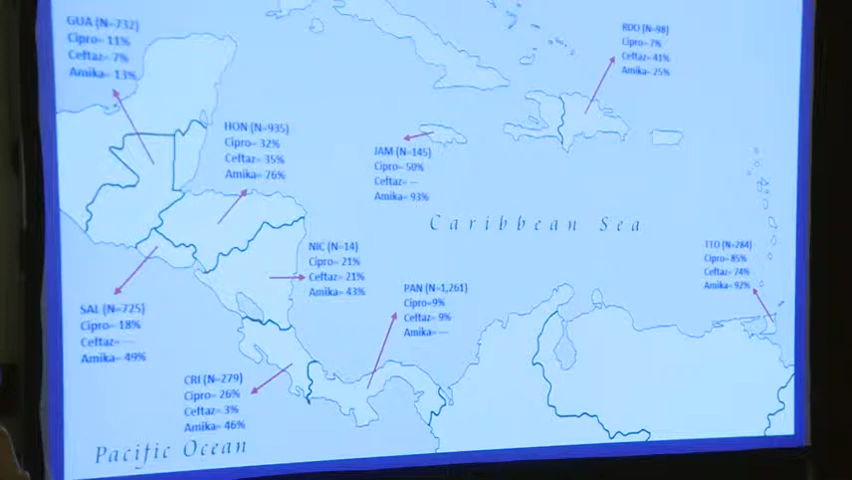 GUA (N=732)
Cipro= 11%
Ceftaz= 7%
Amika= 13%
RDO (N=98)
Cipro= 7%
Ceftaz= 41%
Amika= 25%
HON (N=935)
Cipro= 32%
Ceftaz= 35%
Amika= 76%
JAM (N=145)
Cipro= 50%
Ceftaz= ---
Amika= 93%
Caribbean Sea
NIC (N=14)
Cipro= 21%
Ceftaz= 21%
Amika= 43%
TTO (N=284)
Cipro= 85%
Ceftaz= 74%
Amika= 92%
PAN (N=1,261)
Cipro=9%
Ceftaz= 9%
Amika= ---
SAL (N=725)
Cipro= 18%
Ceftaz= ---
Amika= 49%
CRI (N=279)
Cipro= 26%
Ceftaz= 3%
Amika= 46%
Pacific Ocean